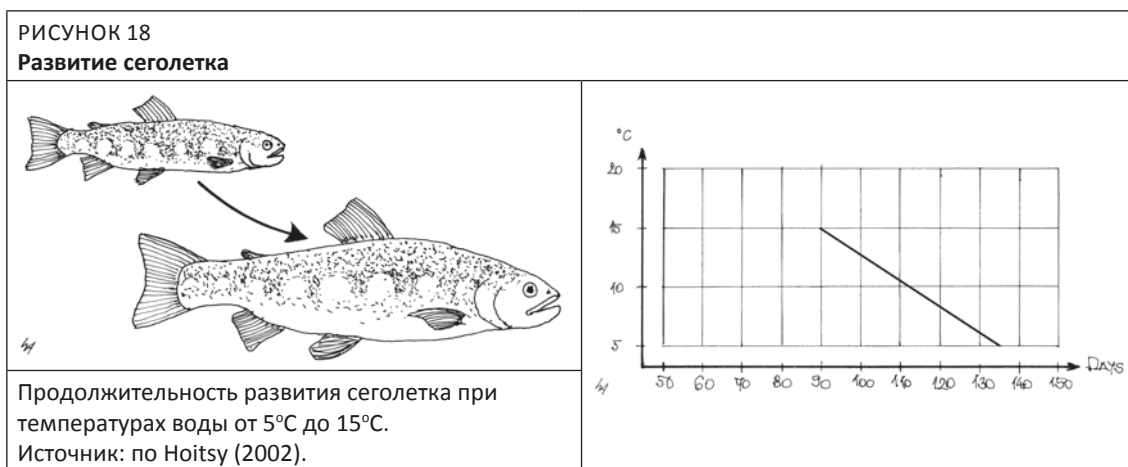 РИСУНОК 18
Развитие сеголетка
Продолжительность развития сеголетка при
температурах воды от 5°C до 15°C.
Источник: по Hoitsy (2002).
°C
20
15
10
5
50 60 70 80 90 100 110 120 130 140 150 DAYS